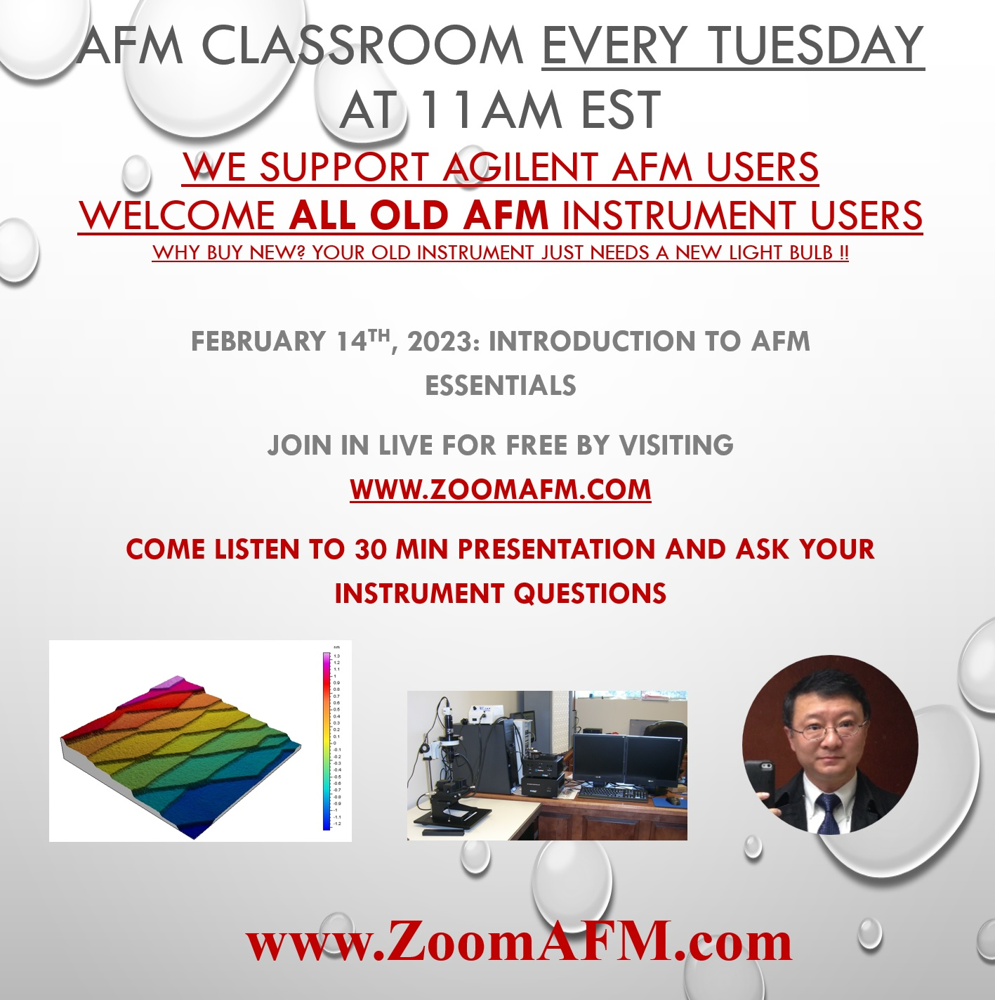 AFM CLASSROOM EVERY TUESDAY
AT 11AM EST
WE SUPPORT AGILENT AFM USERS
WELCOME ALL OLD AFM INSTRUMENT USERS
WHY BUY NEW? YOUR OLD INSTRUMENT JUST NEEDS A NEW LIGHT BULB !!
FEBRUARY 14TH, 2023: INTRODUCTION TO AFM
ESSENTIALS
JOIN IN LIVE FOR FREE BY VISITING
WWW.ZOOMAFM.COM
COME LISTEN TO 30 MIN PRESENTATION AND ASK YOUR
INSTRUMENT QUESTIONS
nm
1.3
1.2
1.1
1
0.9
0.8
0.7
0.6
0.5
0.4
0.3
0.2
0.1
0
-0.1
-0.2
-0.3
-0.4
-0.5
-0.6
-0.7
-0.8
-0.9
-1
-1.1
-1.2
www.ZoomAFM.com